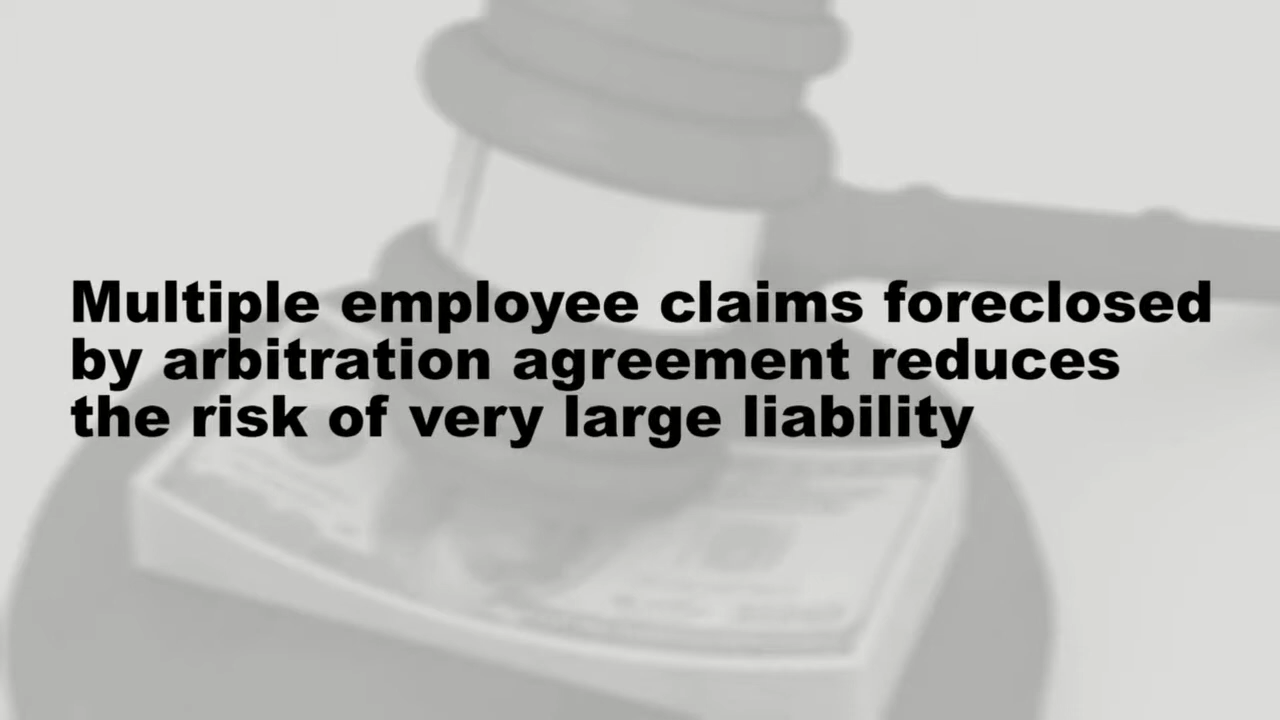 Multiple employee claims foreclosed
by arbitration agreement reduces
the risk of very large liability